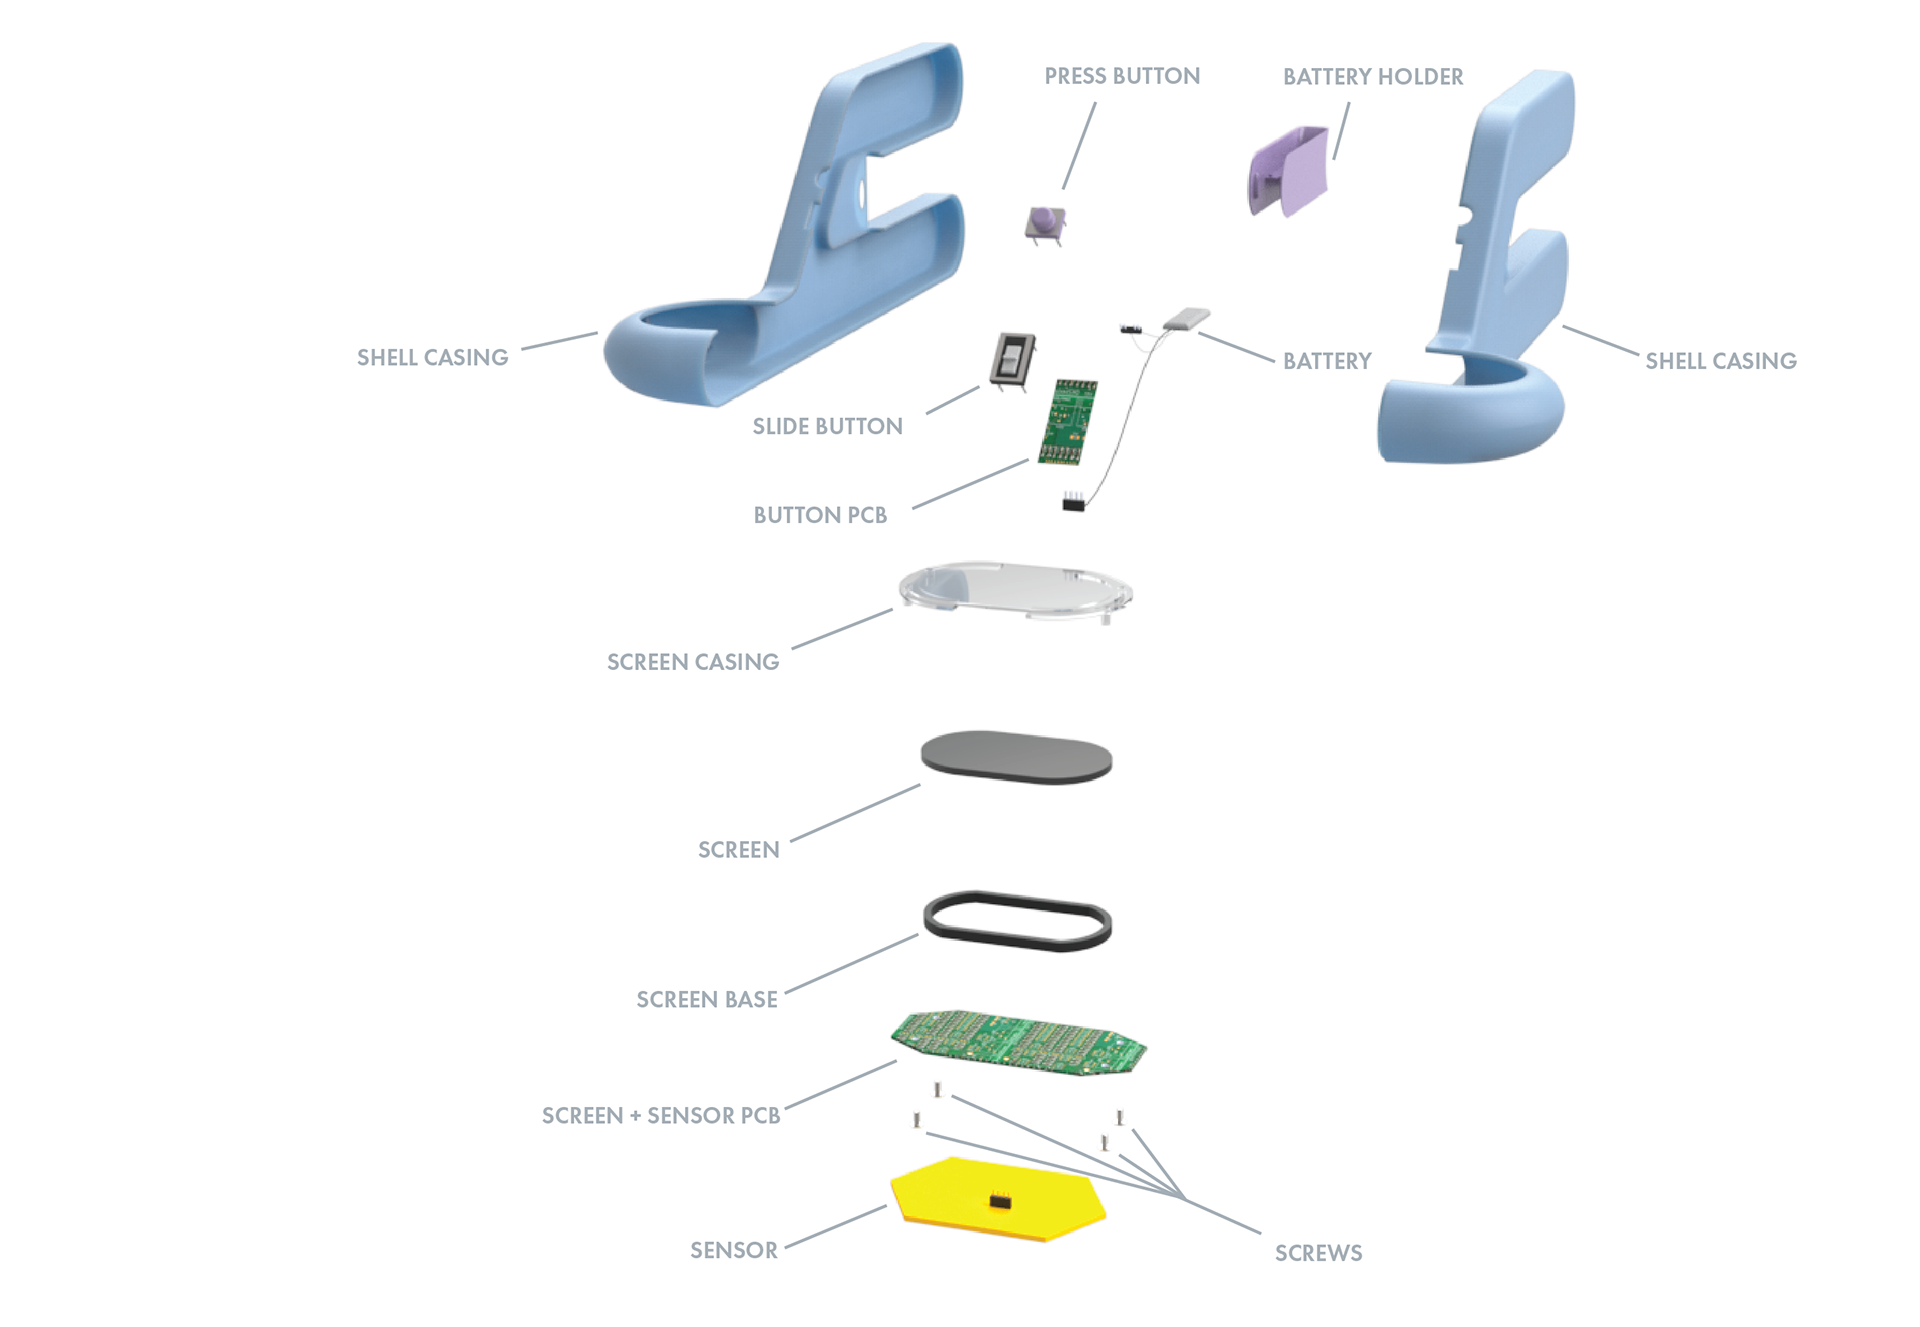 PRESS BUTTON
BATTERY HOLDER
SHELL CASING
BATTERY
SHELL CASING
SLIDE BUTTON
BUTTON PCB
SCREEN CASING
SCREEN
SCREEN BASE
SCREEN + SENSOR PCB
SENSOR
SCREWS